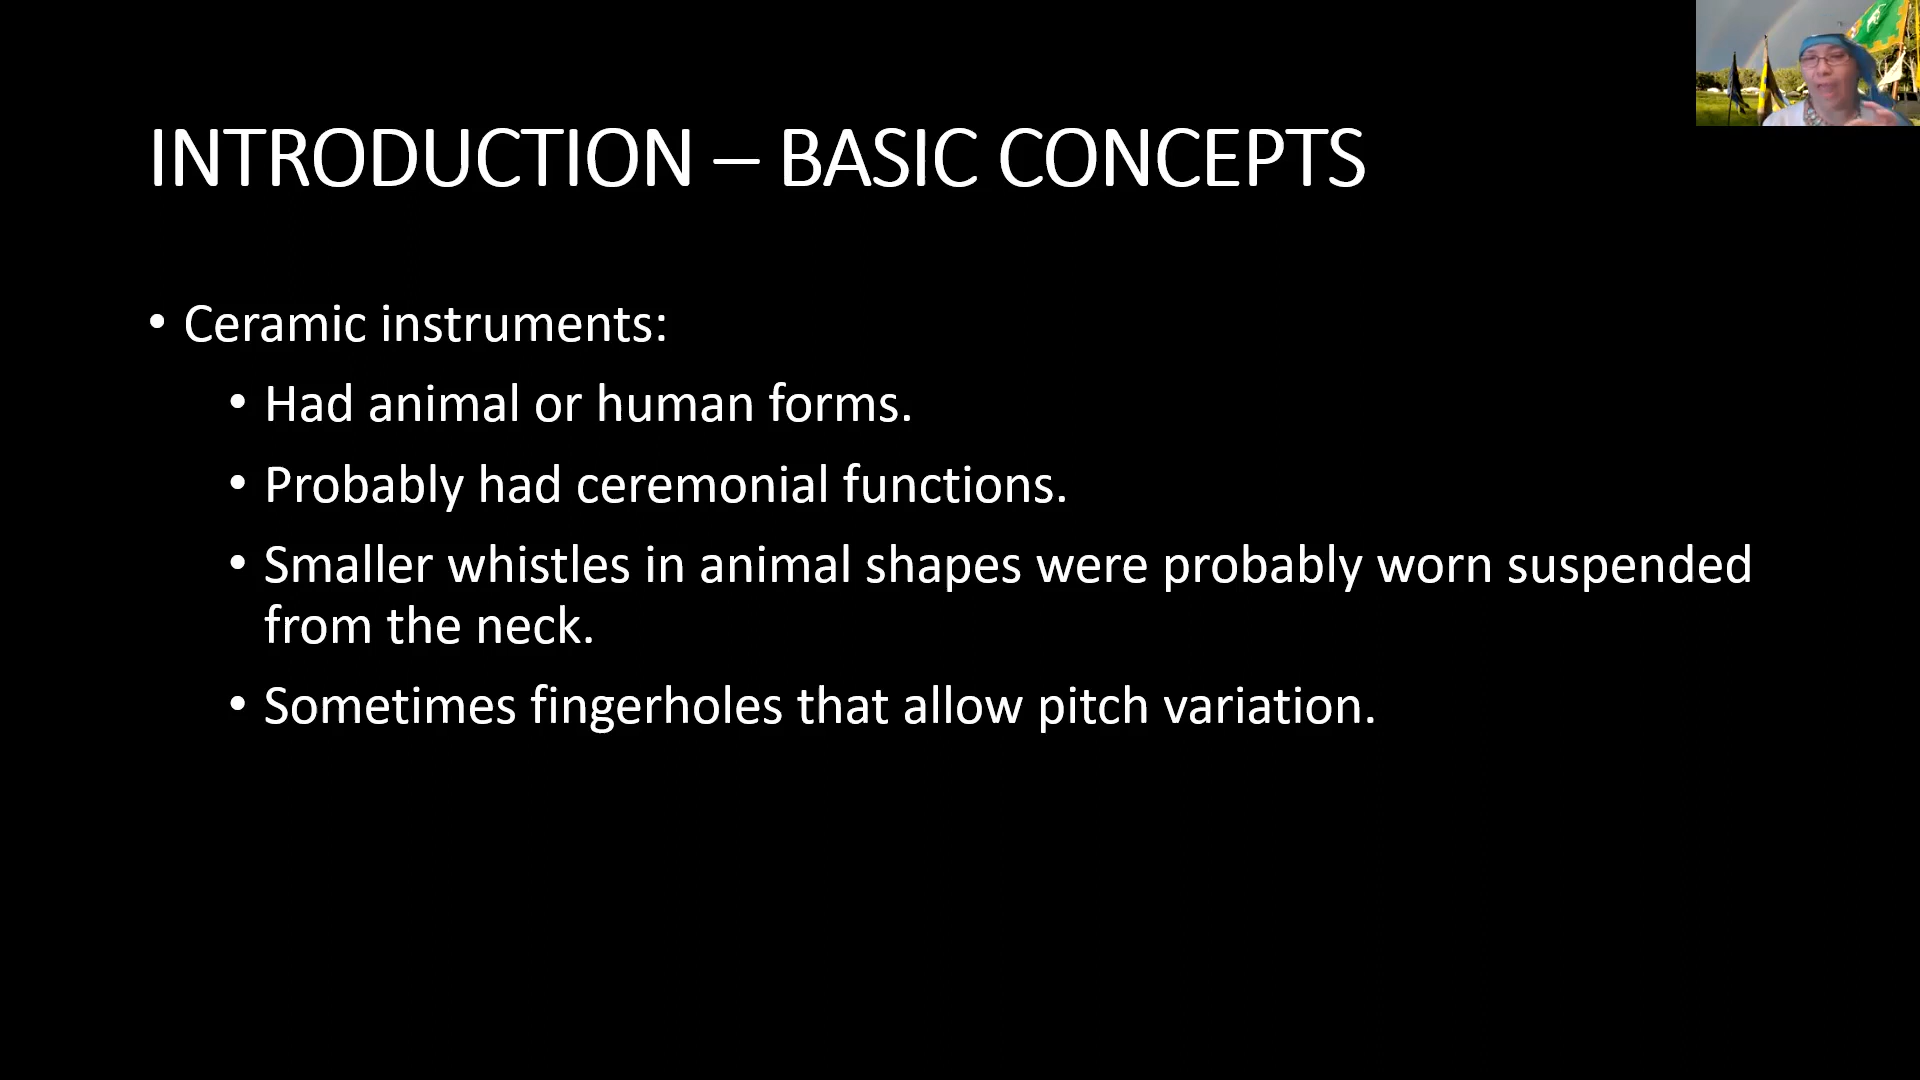 INTRODUCTION – BASIC CONCEPTS
• Ceramic instruments:
• Had animal or human forms.
• Probably had ceremonial functions.
• Smaller whistles in animal shapes were probably worn suspended
from the neck.
• Sometimes fingerholes that allow pitch variation.